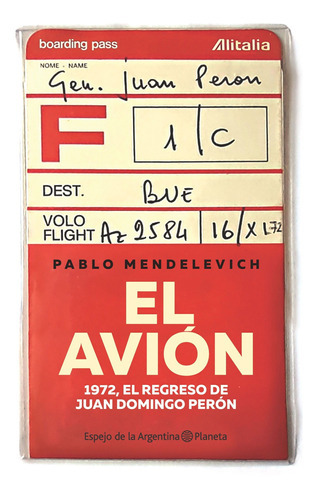 boarding pass Alitalia
NOME - NAME
Gen. Juan Peron
F 1/C
DEST. BUE
VOLO
FLIGHT Az 2584 | 16/XI.72
PABLO MENDELEVICH
EL
AVIÓN
1972, EL REGRESO DE
JUAN DOMINGO PERÓN
Espejo de la Argentina Planeta